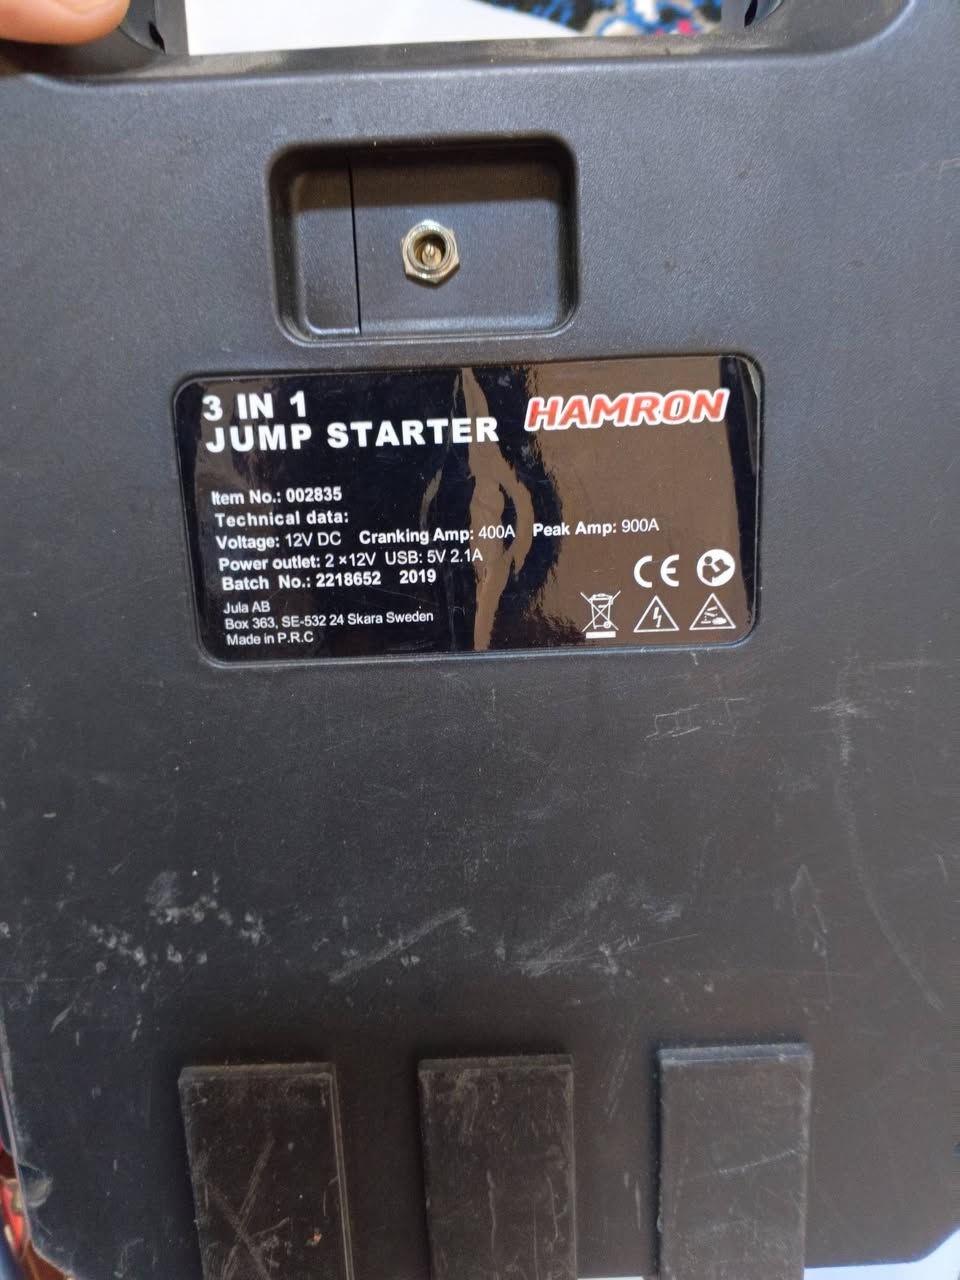 3 IN 1
JUMP STARTER
HAMRON
Item No.: 002835
Technical data:
Voltage: 12V DC Cranking Amp: 400A Peak Amp: 900A
Power outlet: 2 ×12V USB: 5V 2.1A
Batch No.: 2218652 2019
Jula AB
Box 363, SE-532 24 Skara Sweden
Made in P.R.C
CE